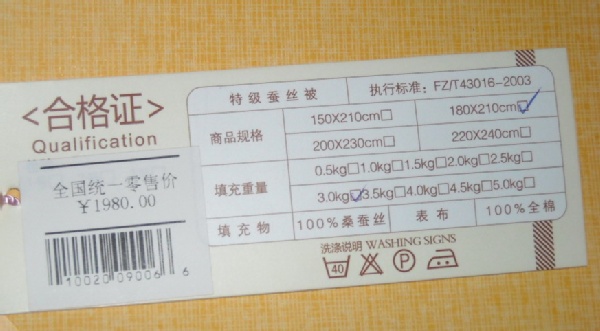 <合格证>
Qualification
全国统一零售价
¥1980.00
10020 09006 6
特级蚕丝被 执行标准：FZ/T43016-2003
商品规格 150X210cm□ 180X210cm☑
200X230cm□ 220X240cm□
填充重量 0.5kg□1.0kg□1.5kg□2.0kg□2.5kg□
3.0kg☑3.5kg□4.0kg□4.5kg□5.0kg□
填充物 100%桑蚕丝 表布 100%全棉
洗涤说明 WASHING SIGNS
40 P